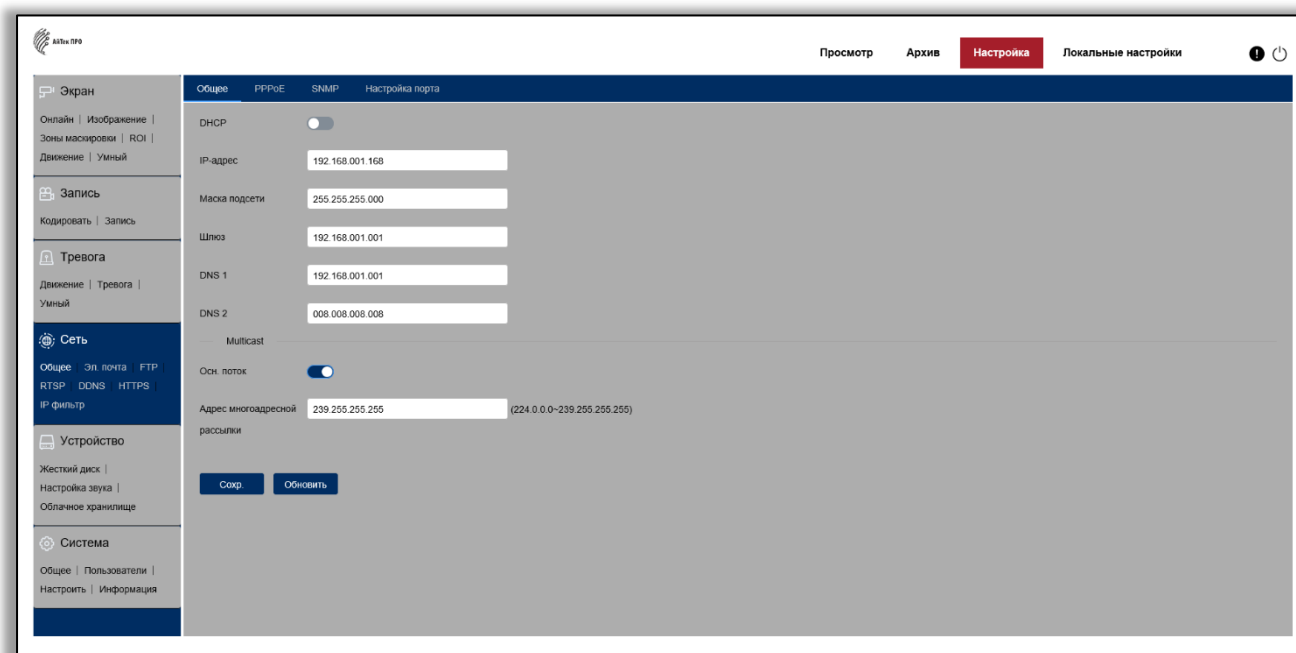 АйТек ПРО
Просмотр Архив Настройка Локальные настройки
Экран
Онлайн | Изображение |
Зоны маскировки | ROI |
Движение | Умный
Запись
Кодировать | Запись
Тревога
Движение | Тревога |
Умный
Сеть
Общее | Эл. почта | FTP
RTSP | DDNS | HTTPS |
IP фильтр
Устройство
Жесткий диск |
Настройка звука |
Облачное хранилище
Система
Общее | Пользователи |
Настроить | Информация
Общее PPPoE SNMP Настройка порта
DHCP
IP-адрес 192.168.001.168
Маска подсети 255.255.255.000
Шлюз 192.168.001.001
DNS 1 192.168.001.001
DNS 2 008.008.008.008
Multicast
Осн. поток
Адрес многоадресной 239.255.255.255 (224.0.0.0~239.255.255.255)
рассылки
Сохр. Обновить